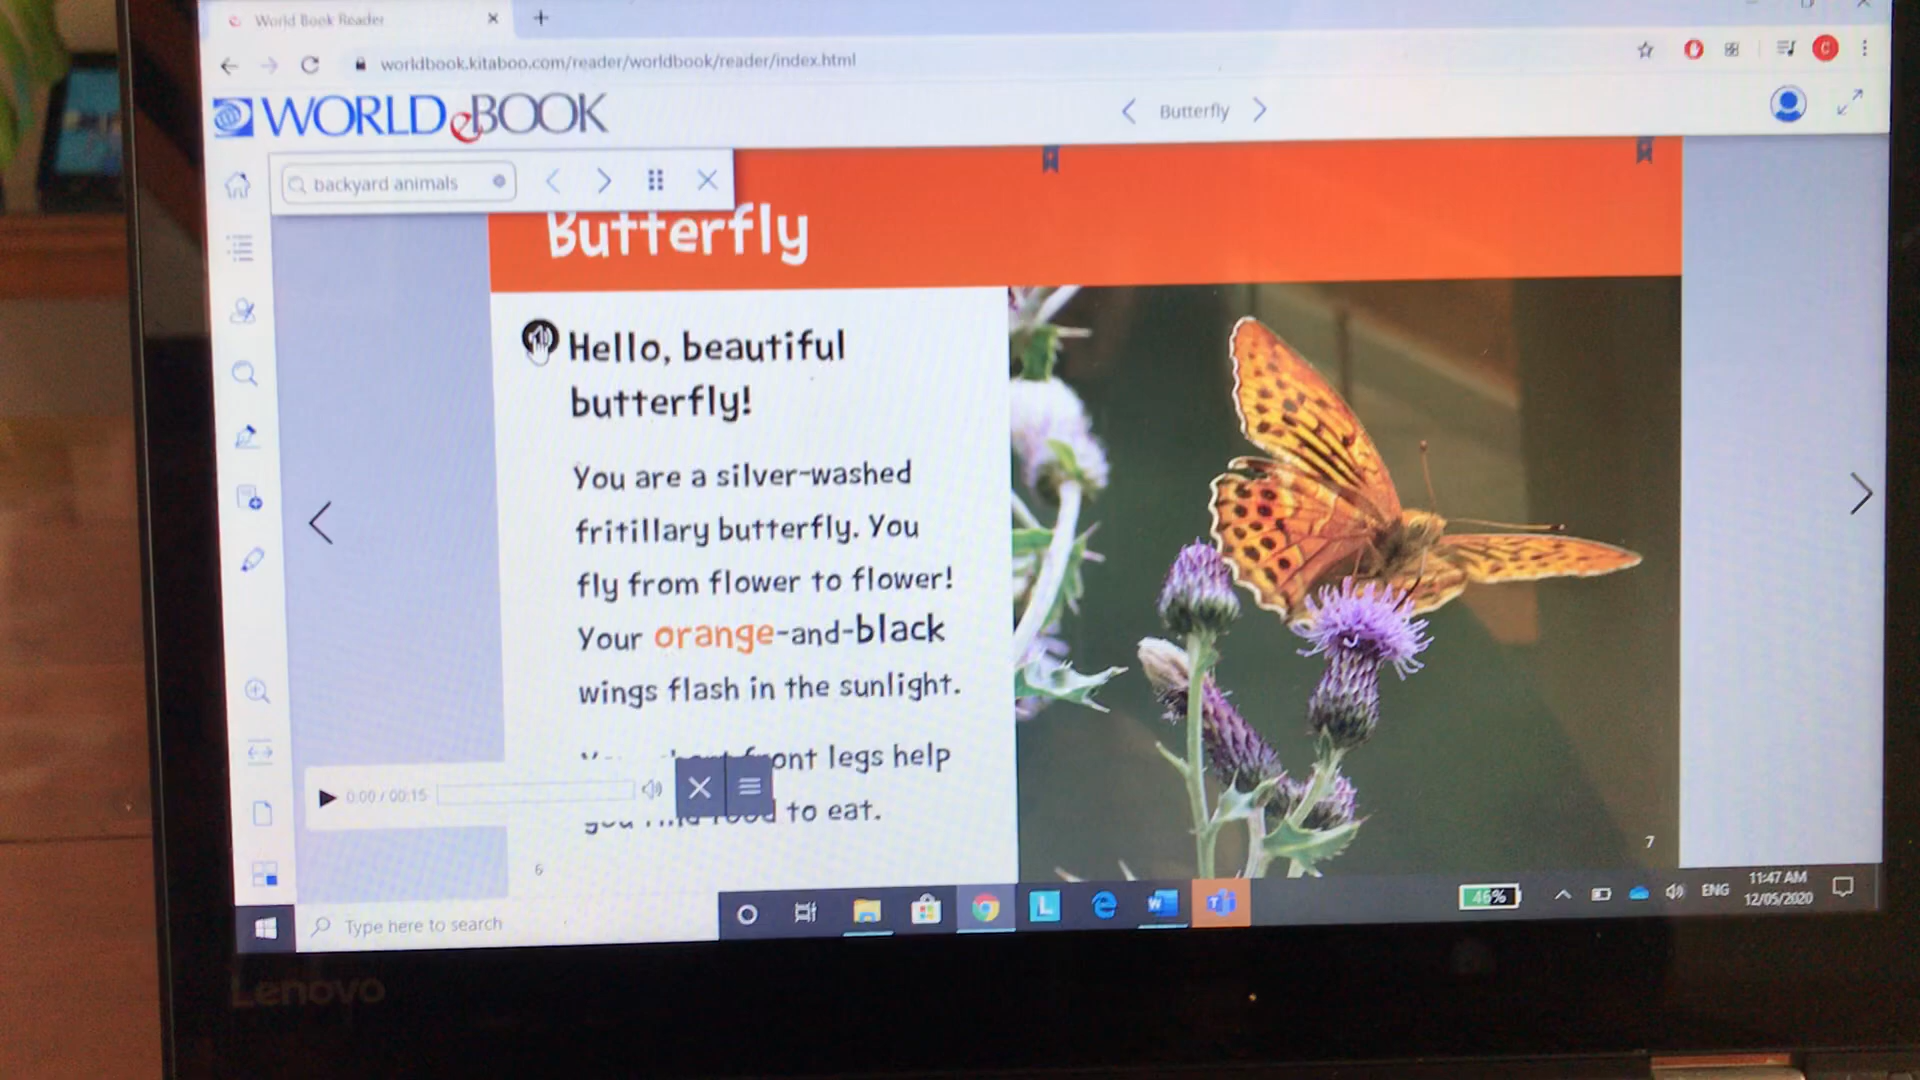 World Book Reader
worldbook.kitaboo.com/reader/worldbook/reader/index.html
C
WORLD eBOOK
Butterfly
backyard animals
Butterfly
Hello, beautiful
butterfly!
You are a silver-washed
fritillary butterfly. You
fly from flower to flower!
Your orange-and-black
wings flash in the sunlight.
front legs help
0:00 / 00:15
food to eat.
6
7
Type here to search
L
W
T
46%
ENG
11:47 AM
12/05/2020
Lenovo